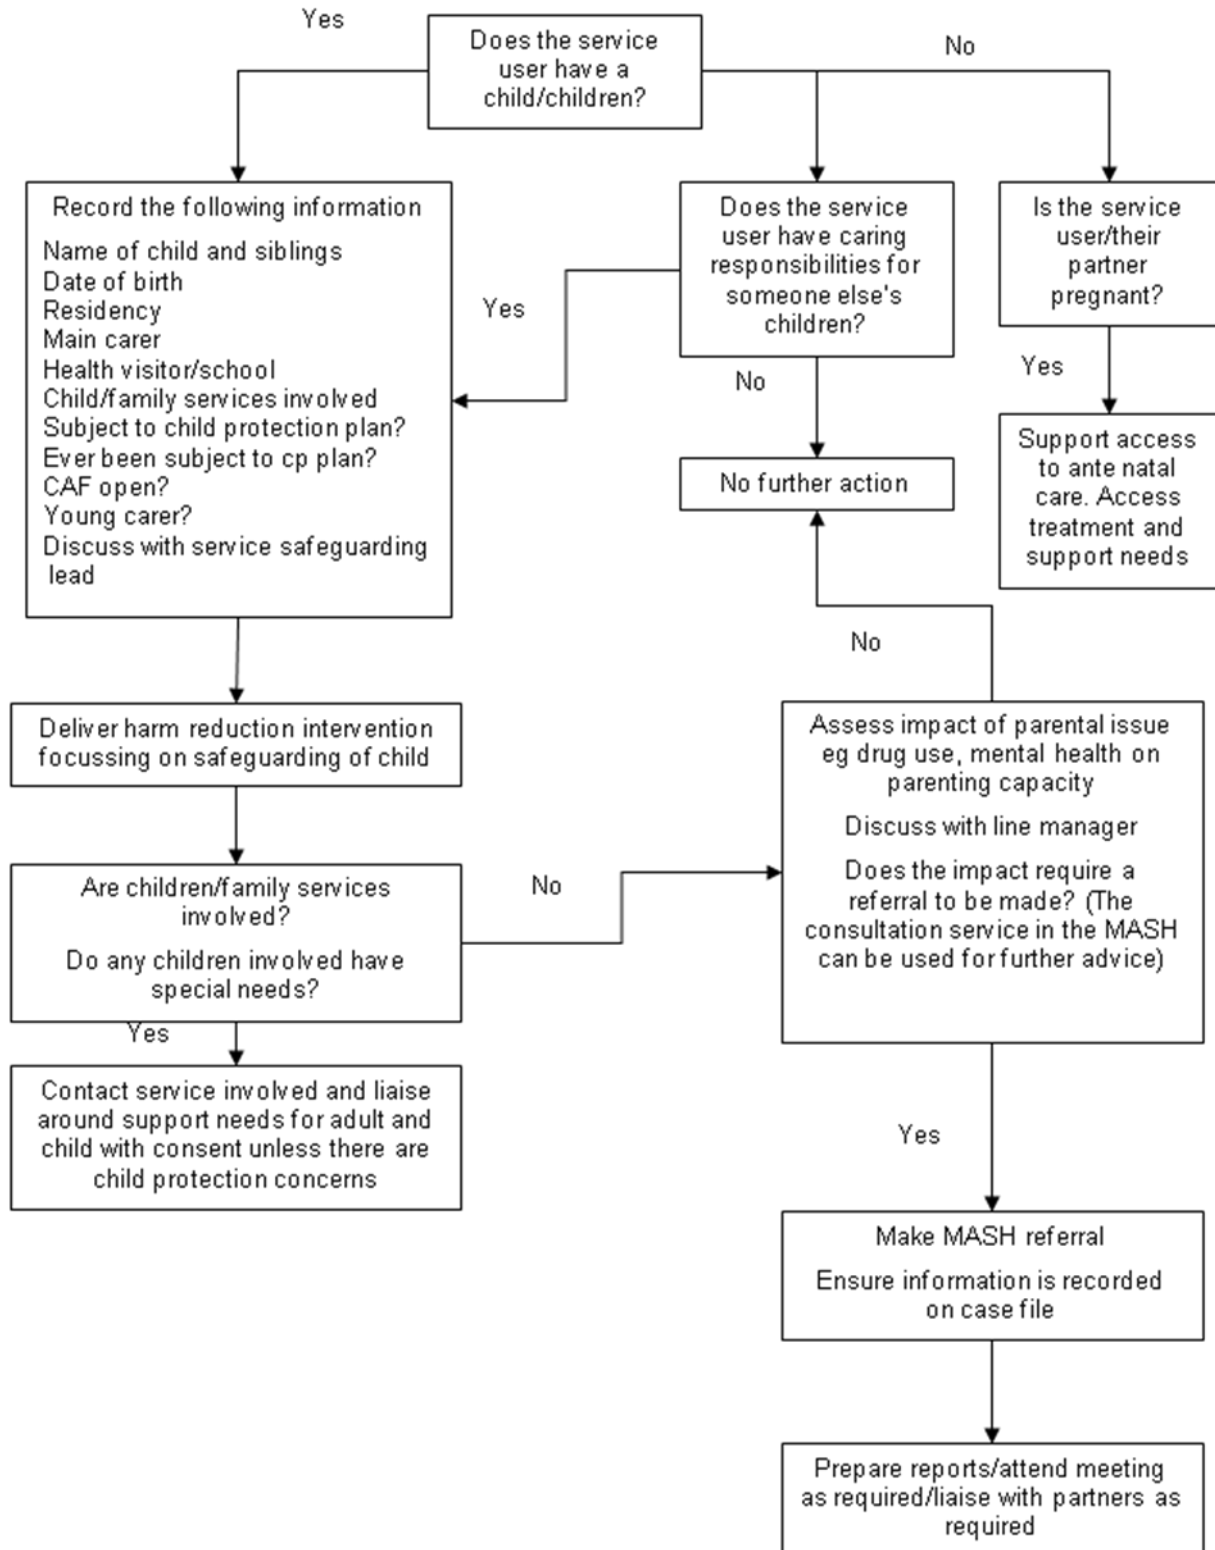 Yes
Does the service
user have a
child/children?
No
Record the following information
Name of child and siblings
Date of birth
Residency
Main carer
Health visitor/school
Child/family services involved
Subject to child protection plan?
Ever been subject to cp plan?
CAF open?
Young carer?
Discuss with service safeguarding
lead
Yes
Does the service
user have caring
responsibilities for
someone else's
children?
No
No further action
Is the service
user/their
partner
pregnant?
Yes
Support access
to ante natal
care. Access
treatment and
support needs
No
Deliver harm reduction intervention
focussing on safeguarding of child
Are children/family services
involved?
Do any children involved have
special needs?
No
Yes
Contact service involved and liaise
around support needs for adult and
child with consent unless there are
child protection concerns
Assess impact of parental issue
eg drug use, mental health on
parenting capacity
Discuss with line manager
Does the impact require a
referral to be made? (The
consultation service in the MASH
can be used for further advice)
Yes
Make MASH referral
Ensure information is recorded
on case file
Prepare reports/attend meeting
as required/liaise with partners as
required